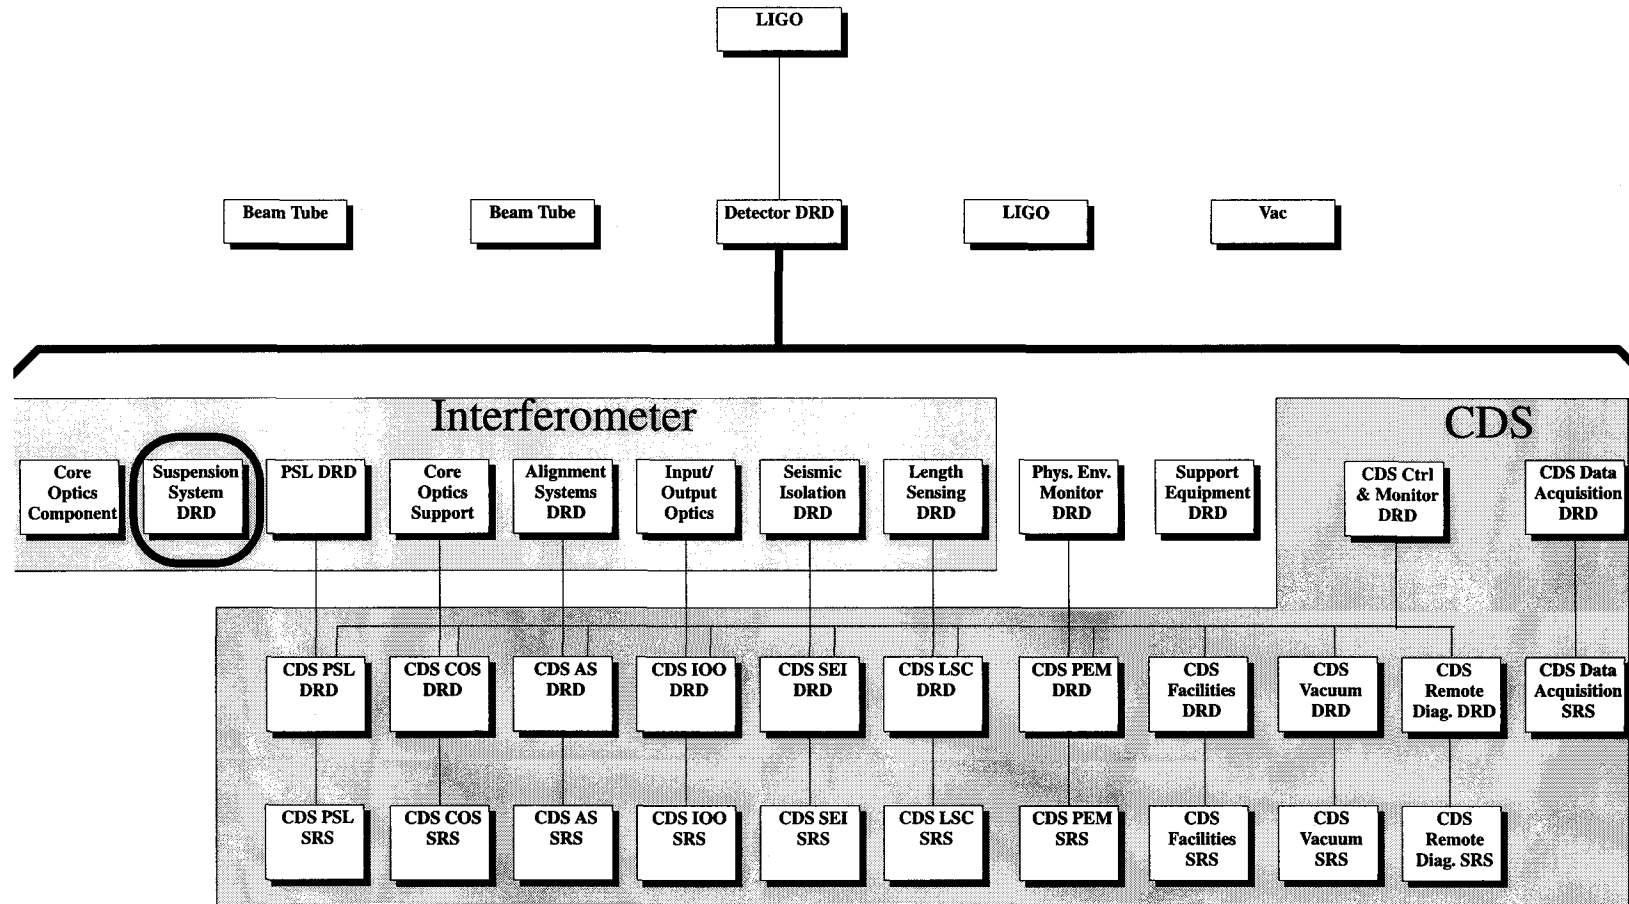 LIGO
Beam Tube
Beam Tube
Detector DRD
LIGO
Vac
Interferometer
CDS
Core
Optics
Component
Suspension
System
DRD
PSL DRD
Core
Optics
Support
Alignment
Systems
DRD
Input/
Output
Optics
Seismic
Isolation
DRD
Length
Sensing
DRD
Phys. Env.
Monitor
DRD
Support
Equipment
DRD
CDS Ctrl
& Monitor
DRD
CDS Data
Acquisition
DRD
CDS PSL
DRD
CDS COS
DRD
CDS AS
DRD
CDS IOO
DRD
CDS SEI
DRD
CDS LSC
DRD
CDS PEM
DRD
CDS
Facilities
DRD
CDS
Vacuum
DRD
CDS
Remote
Diag. DRD
CDS Data
Acquisition
SRS
CDS PSL
SRS
CDS COS
SRS
CDS AS
SRS
CDS IOO
SRS
CDS SEI
SRS
CDS LSC
SRS
CDS PEM
SRS
CDS
Facilities
SRS
CDS
Vacuum
SRS
CDS
Remote
Diag. SRS